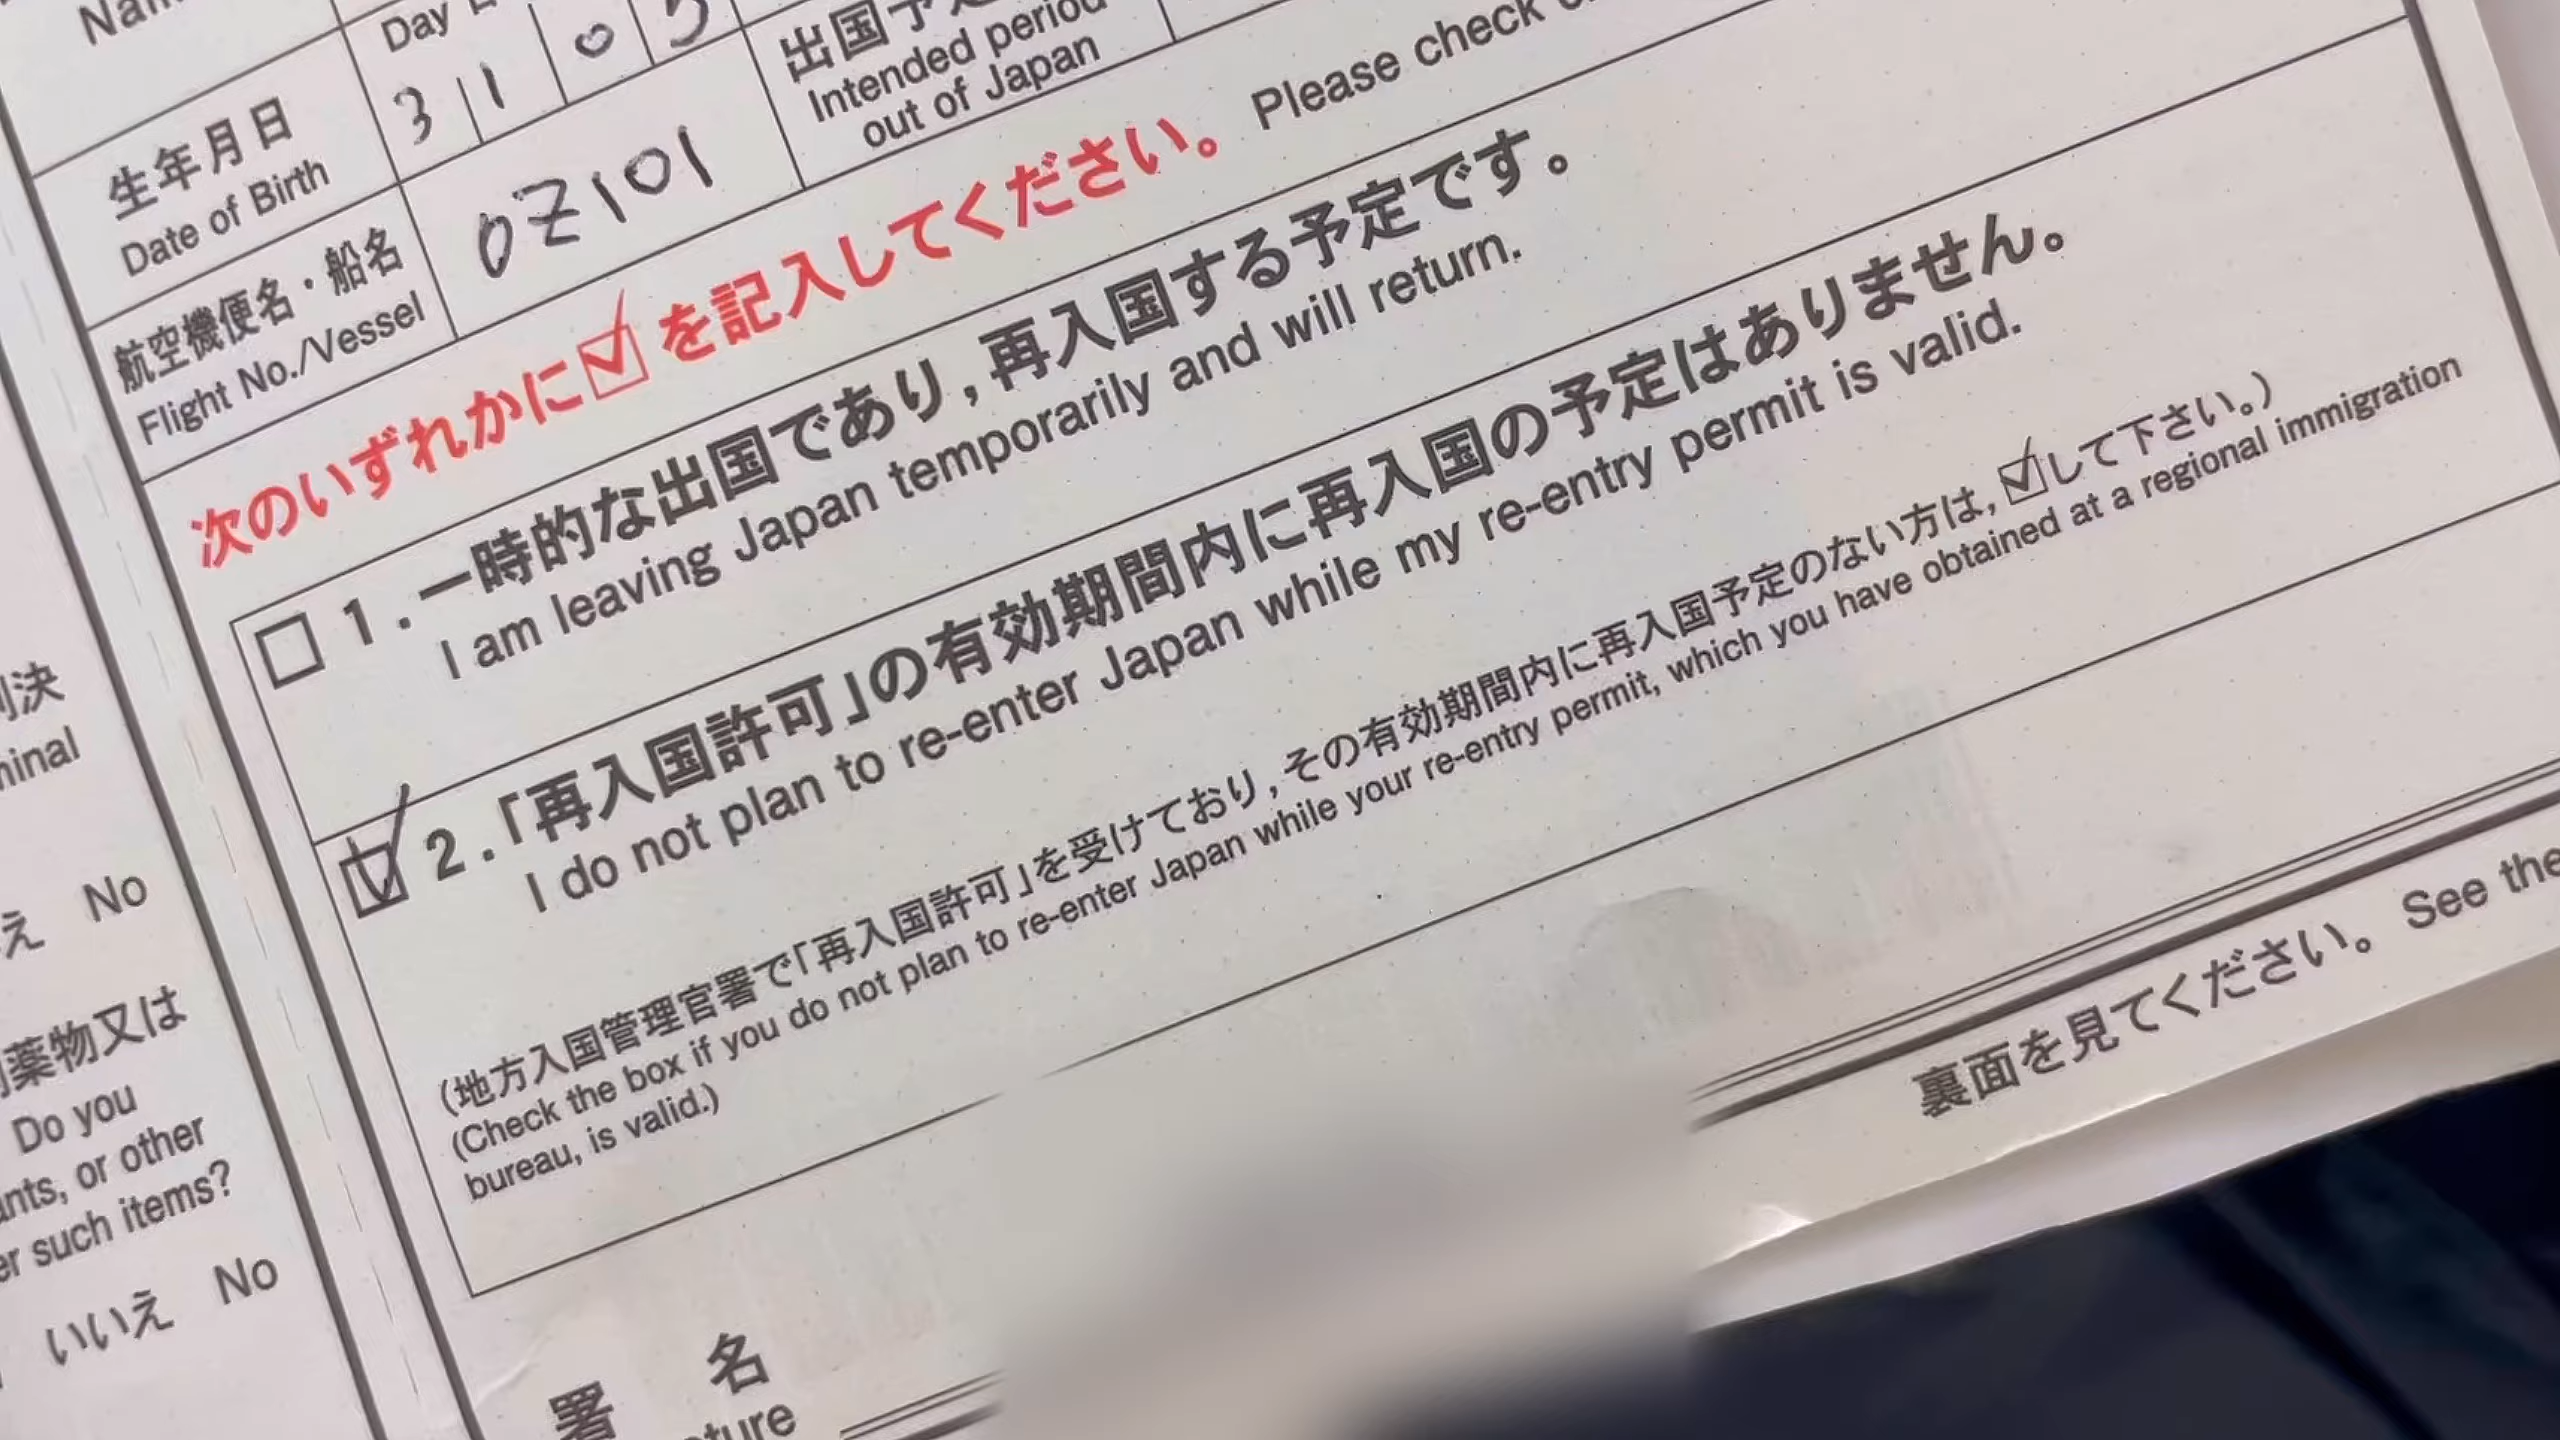 Day
31 05
出国予定
Intended period
out of Japan
生年月日
Date of Birth
航空機便名・船名
Flight No./Vessel
OZ101
次のいずれかに☑を記入してください。 Please check
□ 1.一時的な出国であり,再入国する予定です。
I am leaving Japan temporarily and will return.
☑ 2.「再入国許可」の有効期間内に再入国の予定はありません。
I do not plan to re-enter Japan while my re-entry permit is valid.
(地方入国管理官署で「再入国許可」を受けており,その有効期間内に再入国予定のない方は,☑して下さい。)
(Check the box if you do not plan to re-enter Japan while your re-entry permit, which you have obtained at a regional immigration
bureau, is valid.)
署 名
裏面を見てください。 See the
決
No
薬物又は
Do you
or other
such items?
いいえ No